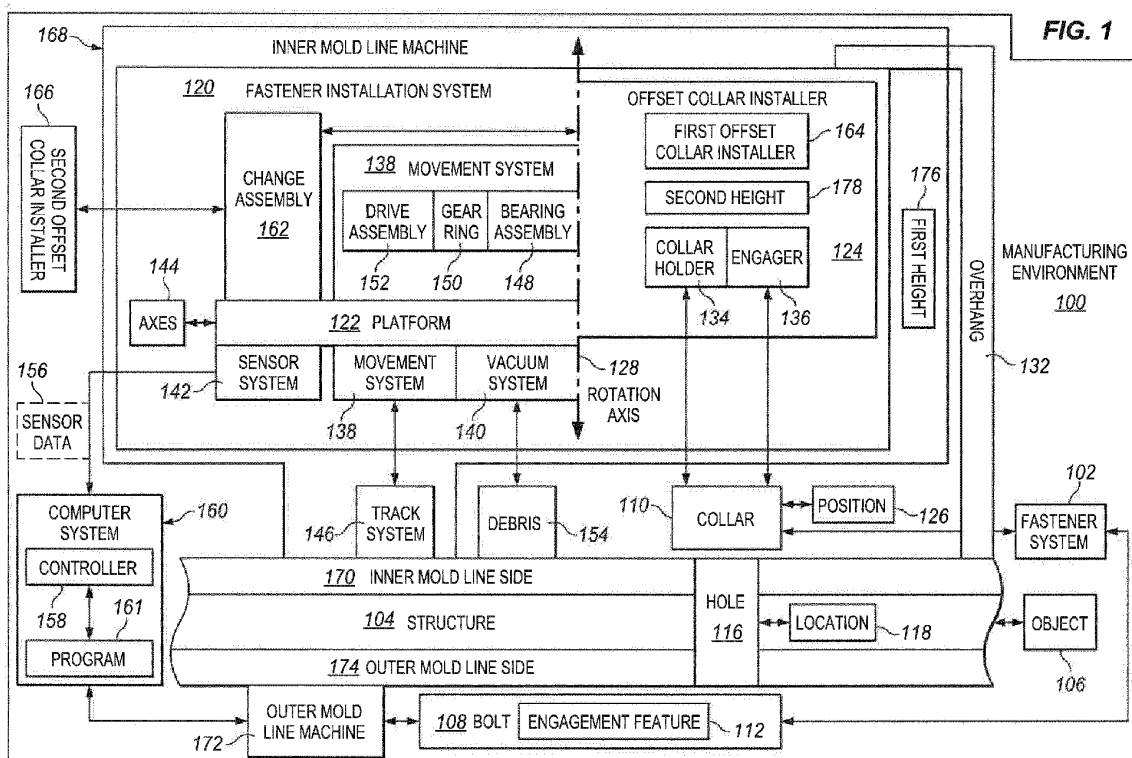 FIG. 1
168
INNER MOLD LINE MACHINE
120 FASTENER INSTALLATION SYSTEM
OFFSET COLLAR INSTALLER
166
SECOND OFFSET
COLLAR INSTALLER
CHANGE
ASSEMBLY
162
138 MOVEMENT SYSTEM
DRIVE
ASSEMBLY
GEAR
RING
BEARING
ASSEMBLY
152
150
148
FIRST OFFSET
COLLAR INSTALLER
164
SECOND HEIGHT
178
COLLAR
HOLDER
ENGAGER
124
134
136
176
FIRST HEIGHT
OVERHANG
MANUFACTURING
ENVIRONMENT
100
132
144
AXES
122 PLATFORM
SENSOR
SYSTEM
142
MOVEMENT
SYSTEM
138
VACUUM
SYSTEM
140
128
ROTATION
AXIS
156
SENSOR
DATA
COMPUTER
SYSTEM
160
CONTROLLER
158
161
PROGRAM
TRACK
SYSTEM
146
DEBRIS
154
110
COLLAR
POSITION
126
102
FASTENER
SYSTEM
170 INNER MOLD LINE SIDE
104 STRUCTURE
HOLE
116
LOCATION
118
OBJECT
106
174 OUTER MOLD LINE SIDE
OUTER MOLD
LINE MACHINE
172
108 BOLT
ENGAGEMENT FEATURE
112